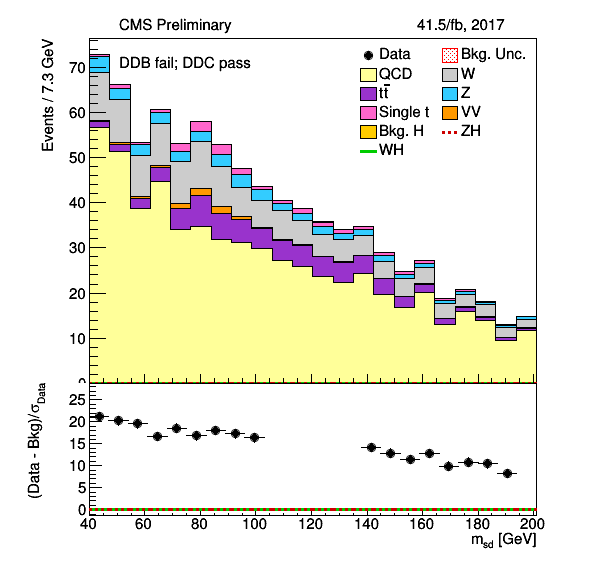 CMS Preliminary
41.5/fb, 2017
Events / 7.3 GeV
DDB fail; DDC pass
Data
Bkg. Unc.
QCD
W
tt̄
Z
Single t
VV
Bkg. H
ZH
WH
70
60
50
40
30
20
10
0
(Data - Bkg)/σData
25
20
15
10
5
0
40 60 80 100 120 140 160 180 200
msd [GeV]